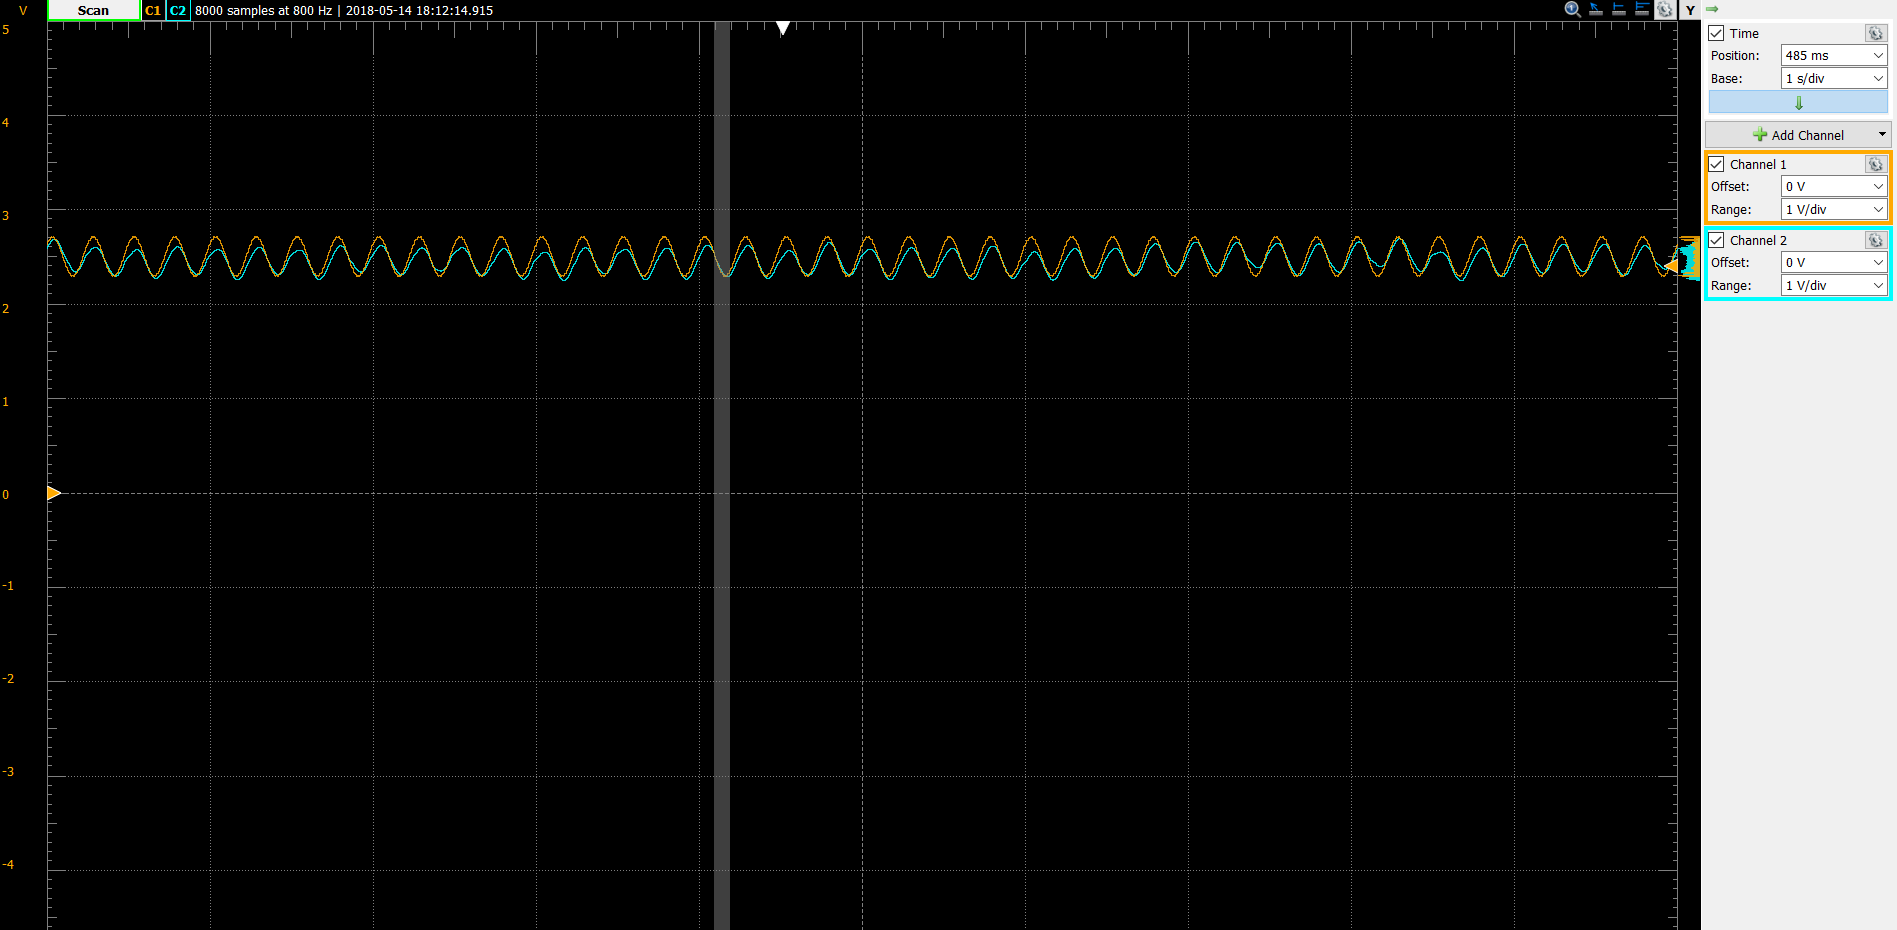 V Scan C1 C2 8000 samples at 800 Hz | 2018-05-14 18:12:14.915 Y
5
4
3
2
1
0
-1
-2
-3
-4
Time
Position: 485 ms
Base: 1 s/div
Add Channel
Channel 1
Offset: 0 V
Range: 1 V/div
Channel 2
Offset: 0 V
Range: 1 V/div